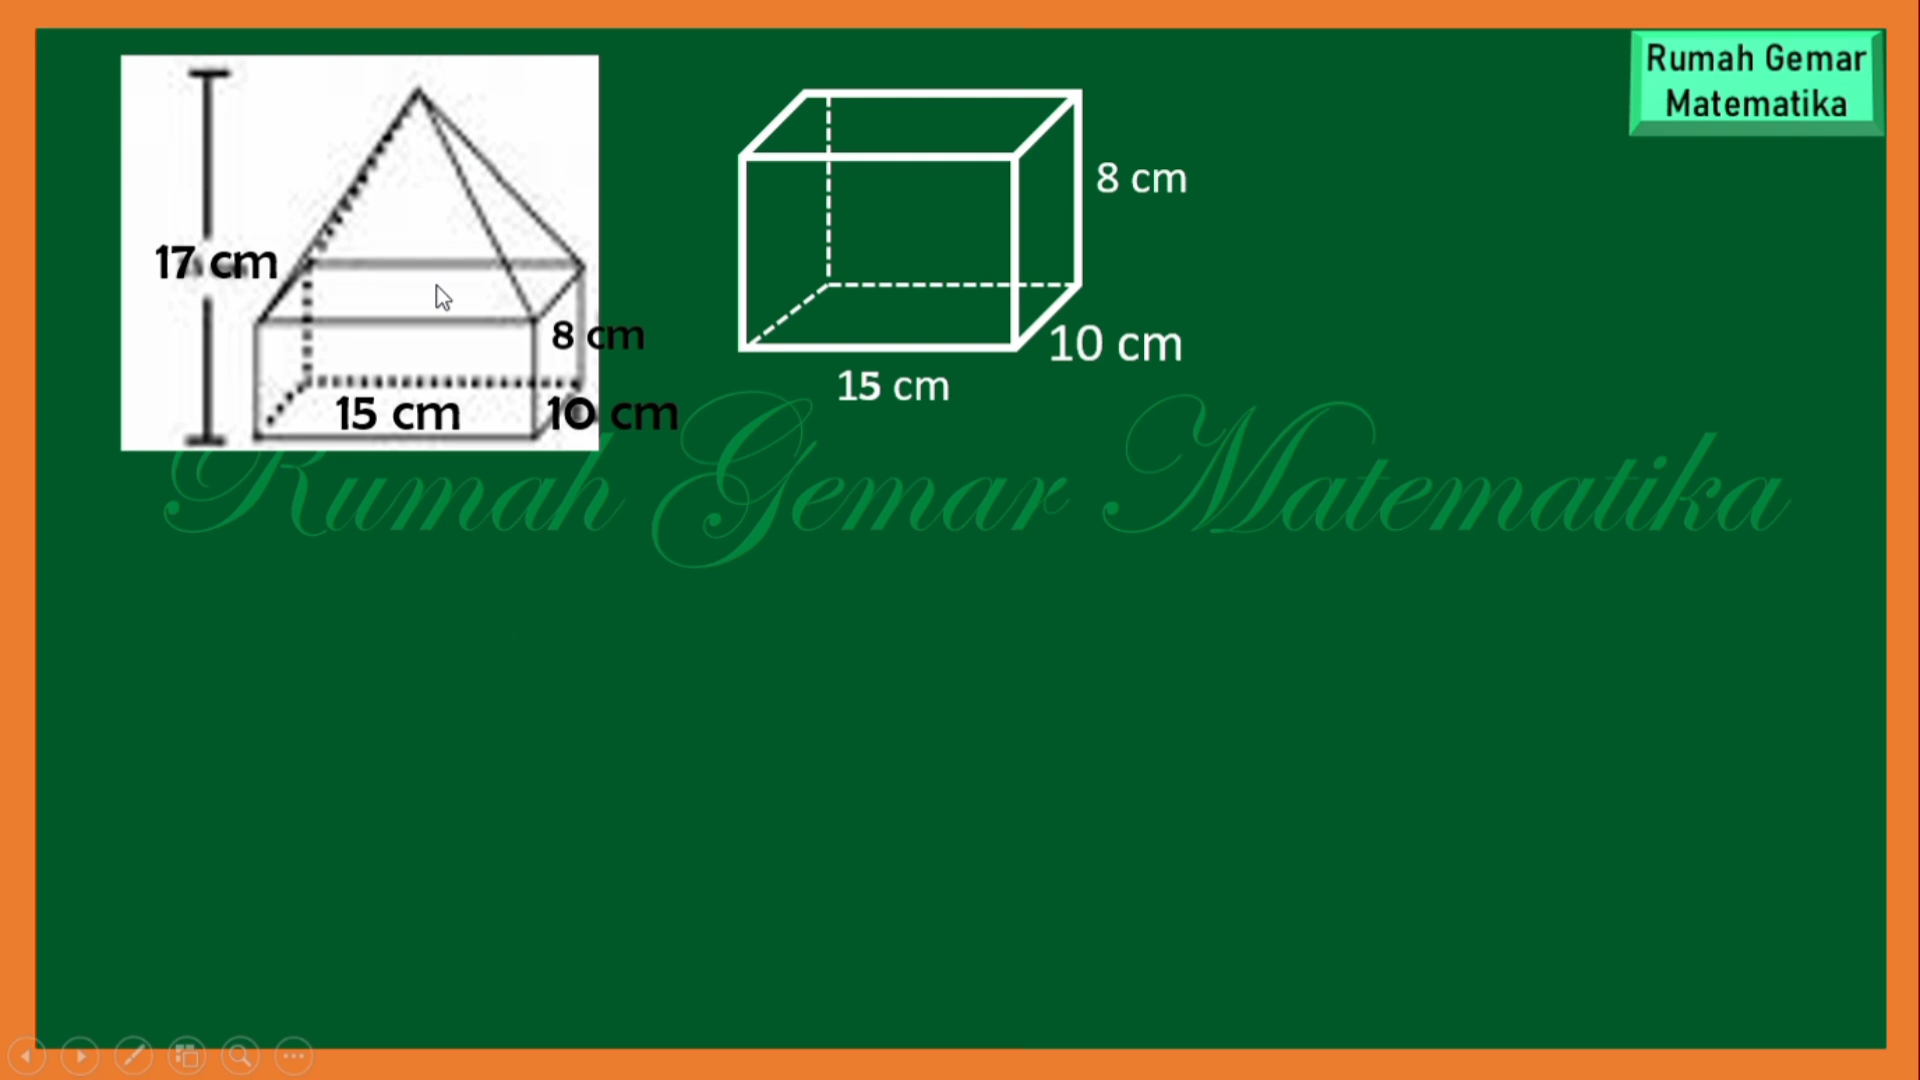 Rumah Gemar
Matematika
17 cm
8 cm
15 cm
10 cm
8 cm
10 cm
15 cm
Rumah Gemar Matematika